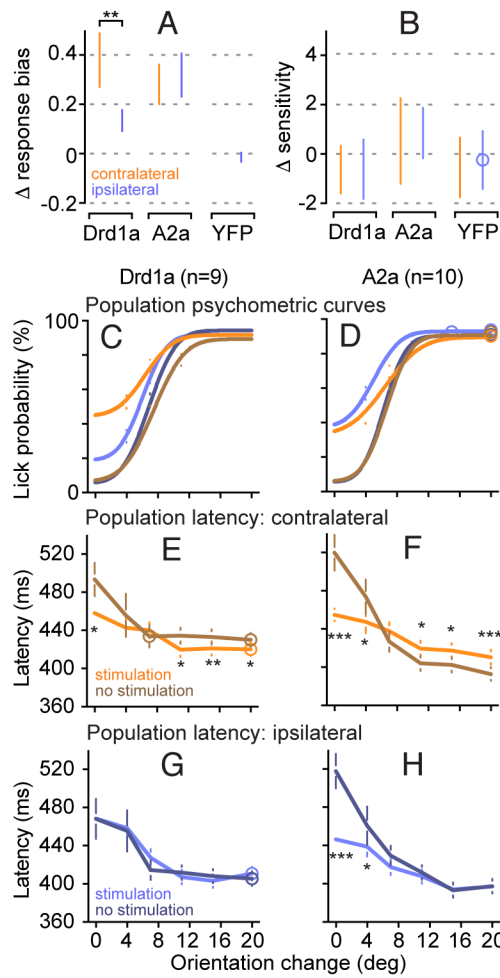 A
B
**
Δ response bias
0.4
0.2
0
-0.2
contralateral
ipsilateral
Drd1a
A2a
YFP
Δ sensitivity
4
2
0
-2
Drd1a
A2a
YFP
Drd1a (n=9)
A2a (n=10)
Population psychometric curves
C
D
Lick probability (%)
100
0
Population latency: contralateral
E
F
Latency (ms)
520
480
440
400
360
*
*
**
*
***
*
*
*
***
stimulation
no stimulation
Population latency: ipsilateral
G
H
Latency (ms)
520
480
440
400
360
***
*
stimulation
no stimulation
0 4 8 12 16 20
0 4 8 12 16 20
Orientation change (deg)